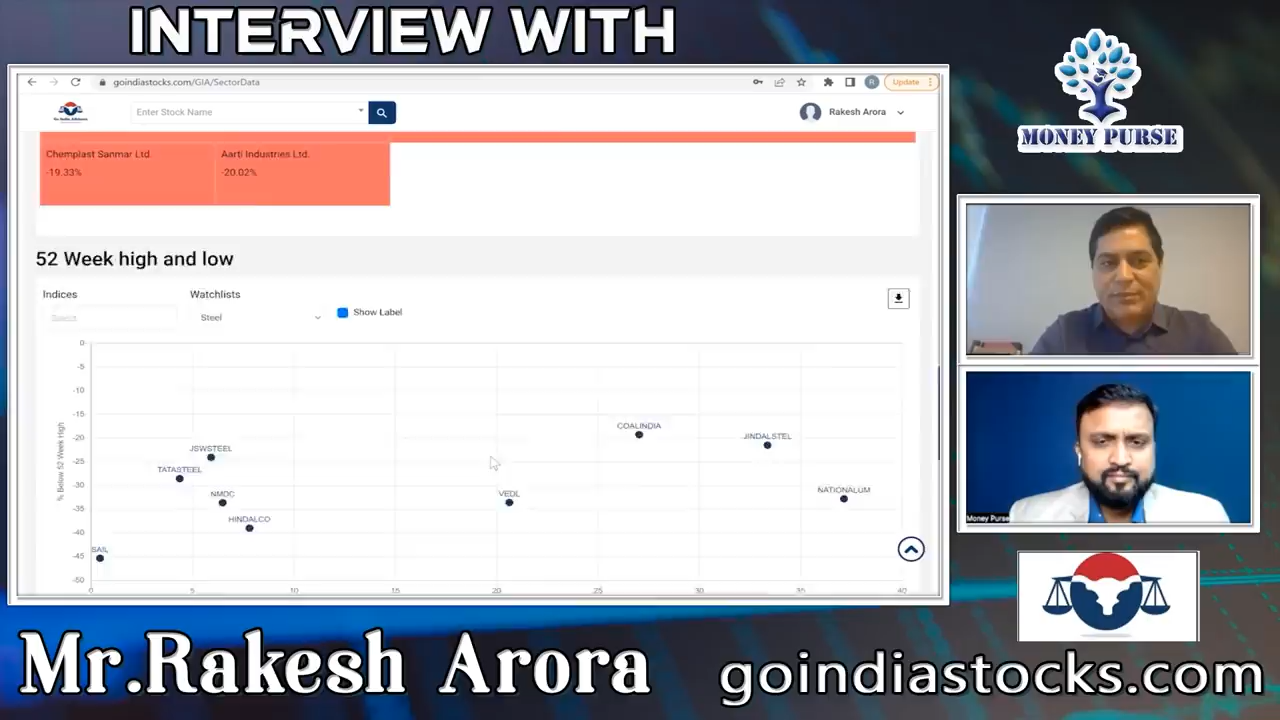 INTERVIEW WITH
MONEY PURSE
goindiastocks.com/GIA/SectorData
Update
Enter Stock Name
Rakesh Arora
Chemplast Sanmar Ltd
-19.33%
Aarti Industries Ltd.
-20.02%
52 Week high and low
Indices
Watchlists
Search
Steel
Show Label
% Below 52 Week High
0
-5
-10
-15
-20
-25
-30
-35
-40
-45
-50
COALINDIA
JINDALSTEL
JSWSTEEL
TATASTEEL
NMDC
VEDL
NATIONALUM
HINDALCO
SAIL
0
5
10
15
20
25
30
35
40
Money Purse
Mr.Rakesh Arora
goindiastocks.com